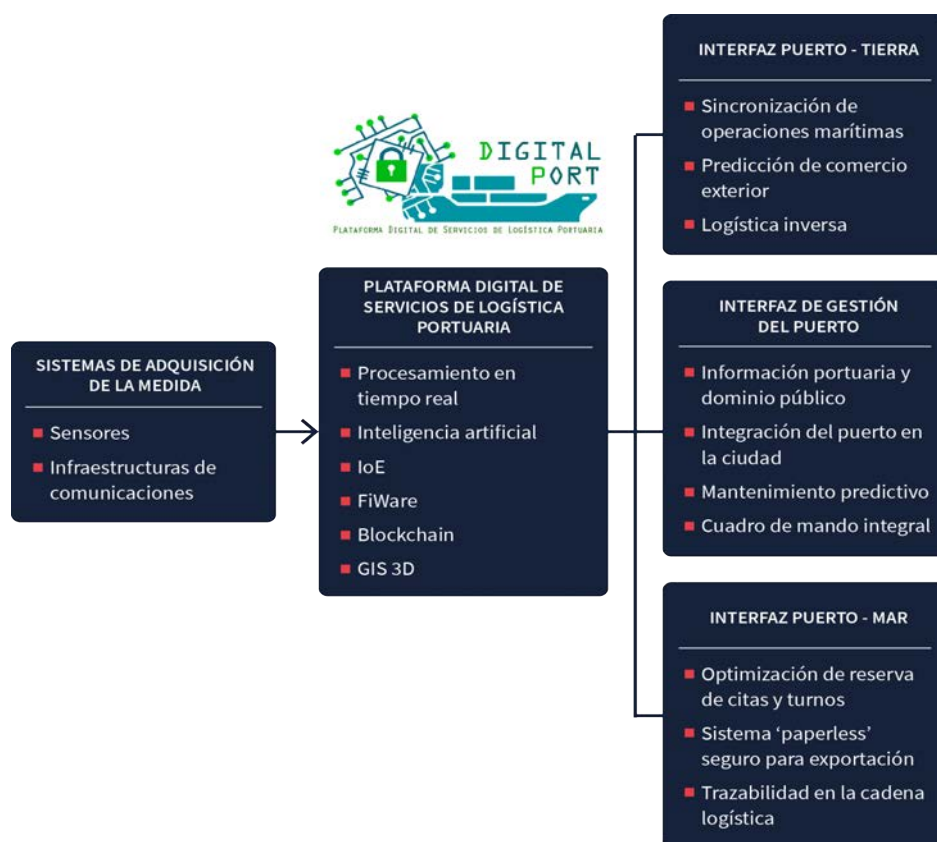 DIGITAL
PORT
PLATAFORMA DIGITAL DE SERVICIOS DE LOGÍSTICA PORTUARIA
SISTEMAS DE ADQUISICIÓN
DE LA MEDIDA
Sensores
Infraestructuras de
comunicaciones
PLATAFORMA DIGITAL DE
SERVICIOS DE LOGÍSTICA
PORTUARIA
Procesamiento en
tiempo real
Inteligencia artificial
IoE
FiWare
Blockchain
GIS 3D
INTERFAZ PUERTO - TIERRA
Sincronización de
operaciones marítimas
Predicción de comercio
exterior
Logística inversa
INTERFAZ DE GESTIÓN
DEL PUERTO
Información portuaria y
dominio público
Integración del puerto en
la ciudad
Mantenimiento predictivo
Cuadro de mando integral
INTERFAZ PUERTO - MAR
Optimización de reserva
de citas y turnos
Sistema ‘paperless’
seguro para exportación
Trazabilidad en la cadena
logística